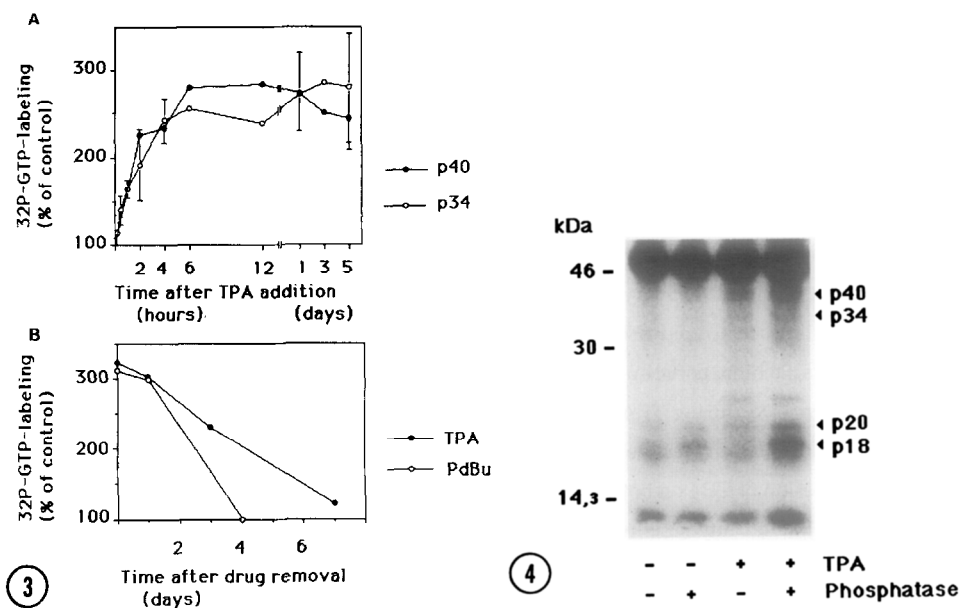 A
32P-GTP-labeling
(% of control)
300
200
100
2 4 6 12 1 3 5
Time after TPA addition
(hours) (days)
p40
p34
B
32P-GTP-labeling
(% of control)
300
200
100
2 4 6
Time after drug removal
(days)
TPA
PdBu
3
kDa
46 –
30 –
14,3 –
p40
p34
p20
p18
- - + + TPA
- + - + Phosphatase
4